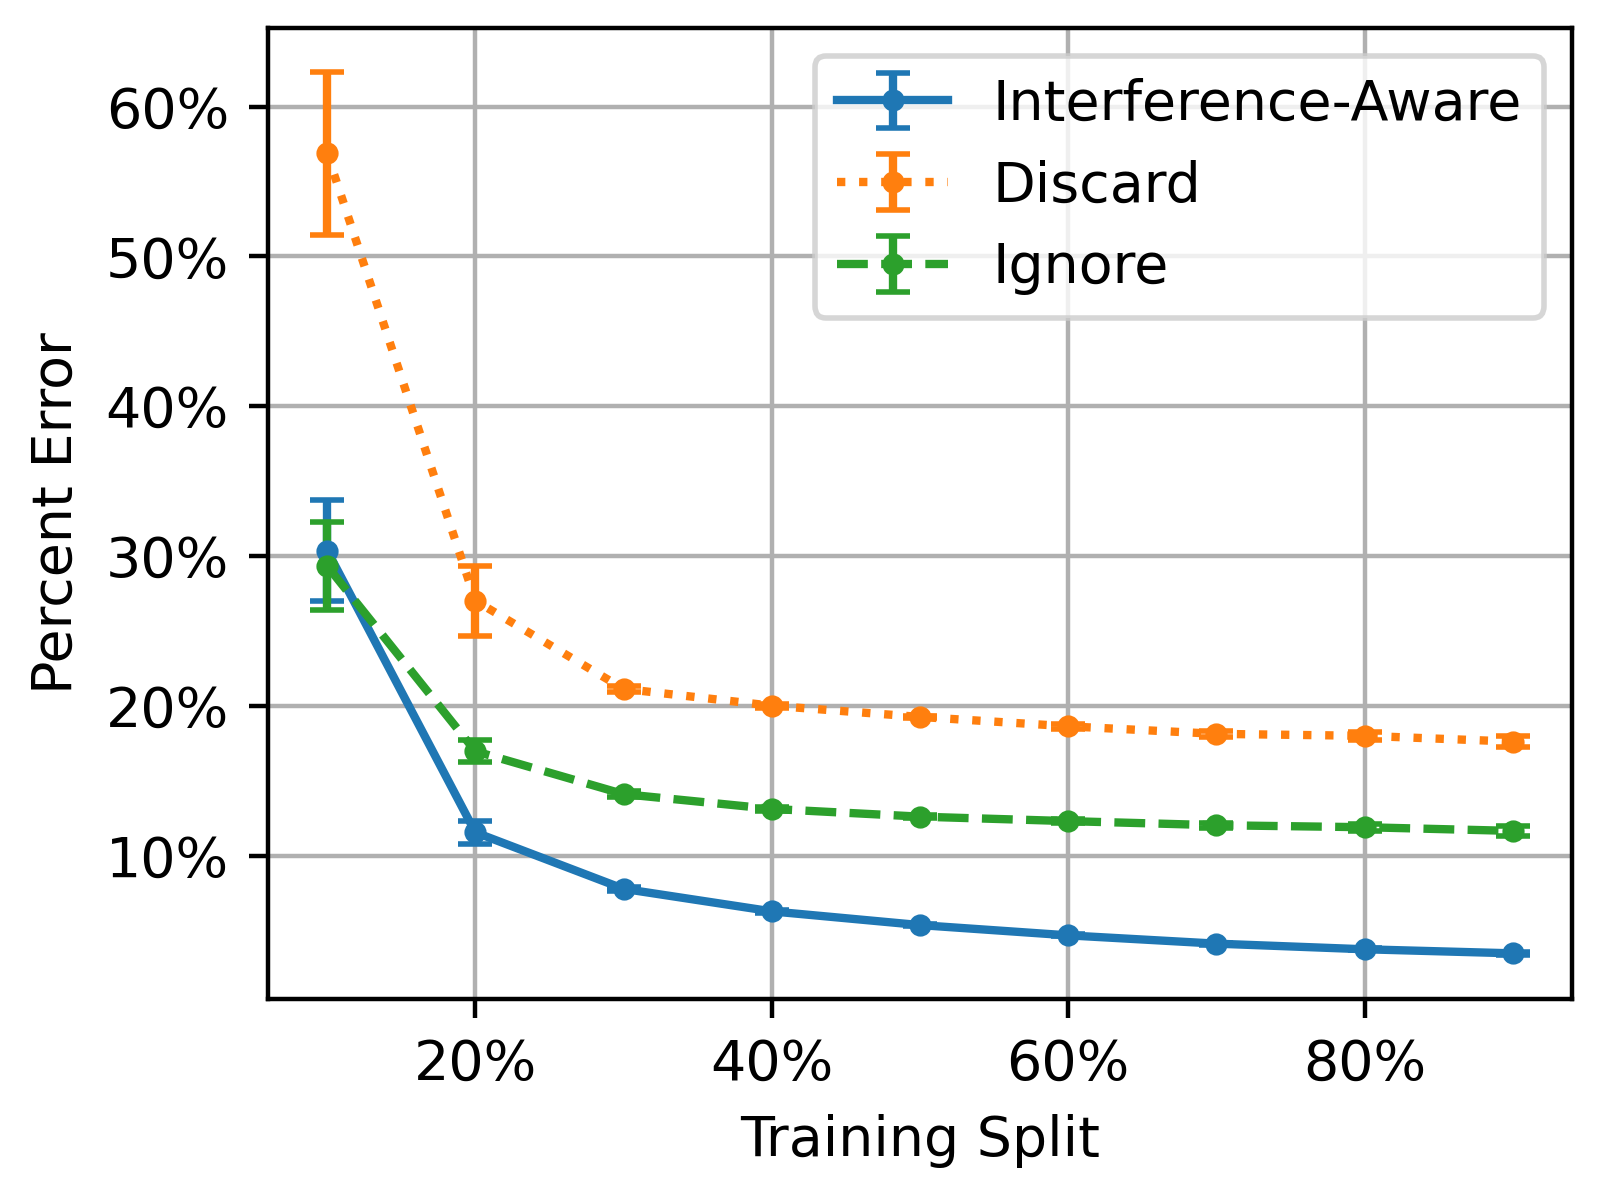 Interference-Aware
Discard
Ignore
60%
50%
40%
30%
20%
10%
Percent Error
20%
40%
60%
80%
Training Split